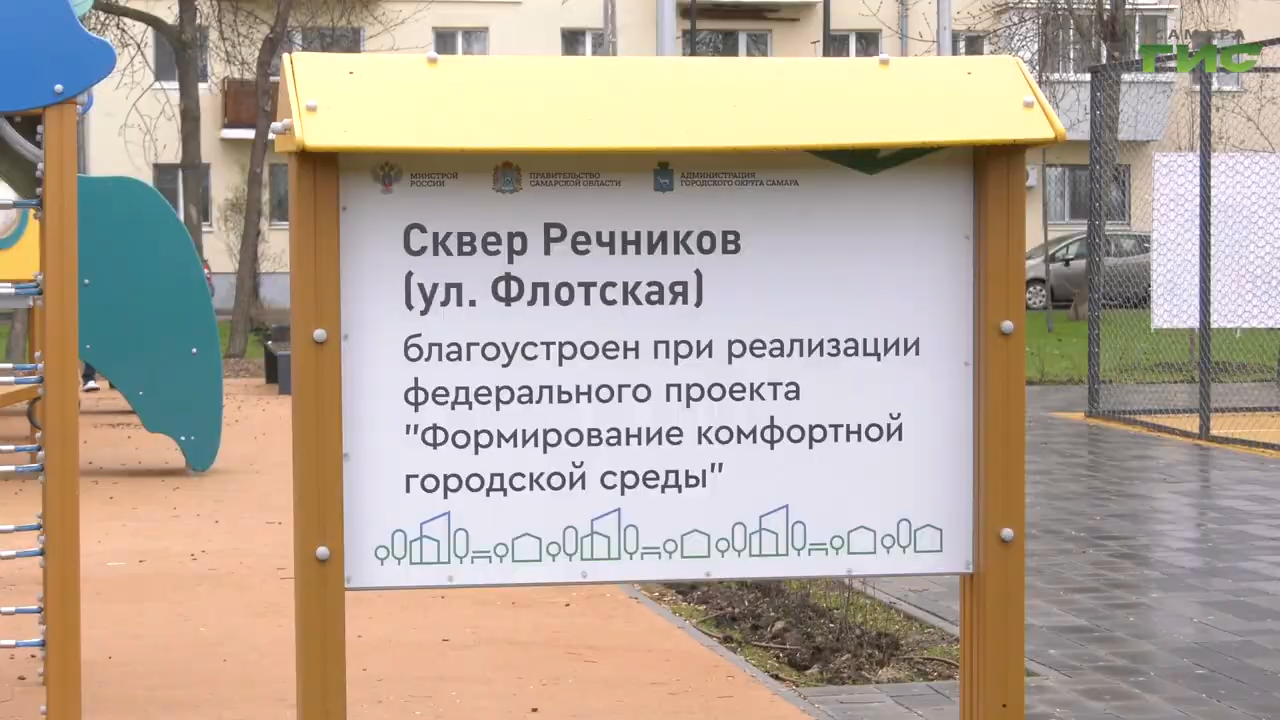 САМАРА
ГИС
МИНСТРОЙ
РОССИИ
ПРАВИТЕЛЬСТВО
САМАРСКОЙ ОБЛАСТИ
АДМИНИСТРАЦИЯ
ГОРОДСКОГО ОКРУГА САМАРА
Сквер Речников
(ул. Флотская)
благоустроен при реализации
федерального проекта
"Формирование комфортной
городской среды"